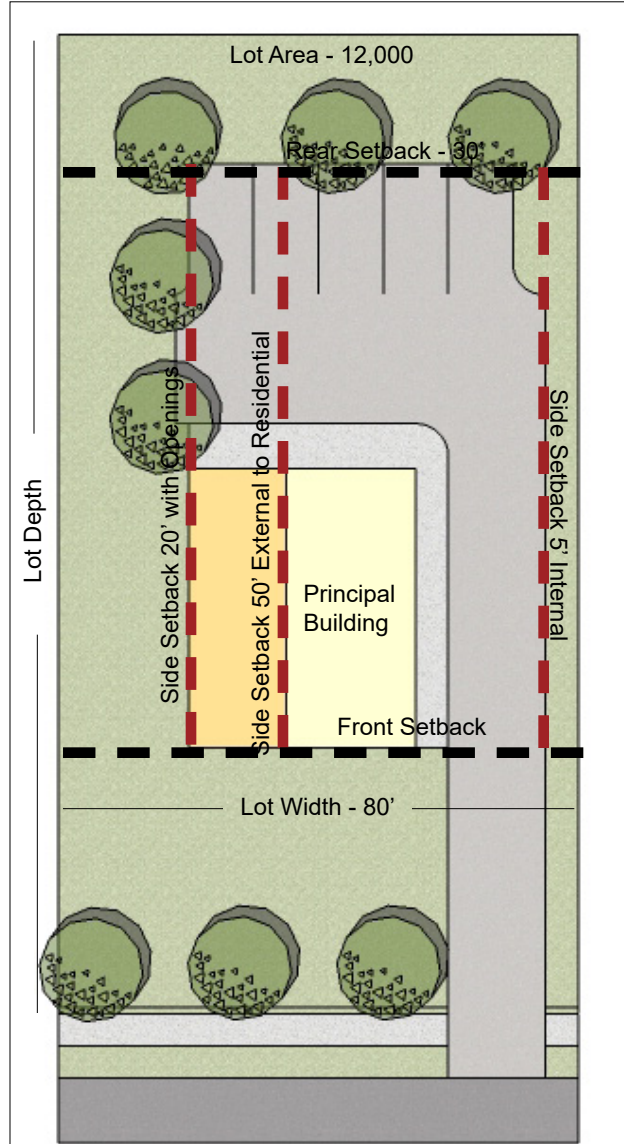 Lot Area - 12,000
Rear Setback - 30'
Side Setback 20’ with Openings
Side Setback 50’ External to Residential
Side Setback 5’ Internal
Lot Depth
Principal
Building
Front Setback
Lot Width - 80’